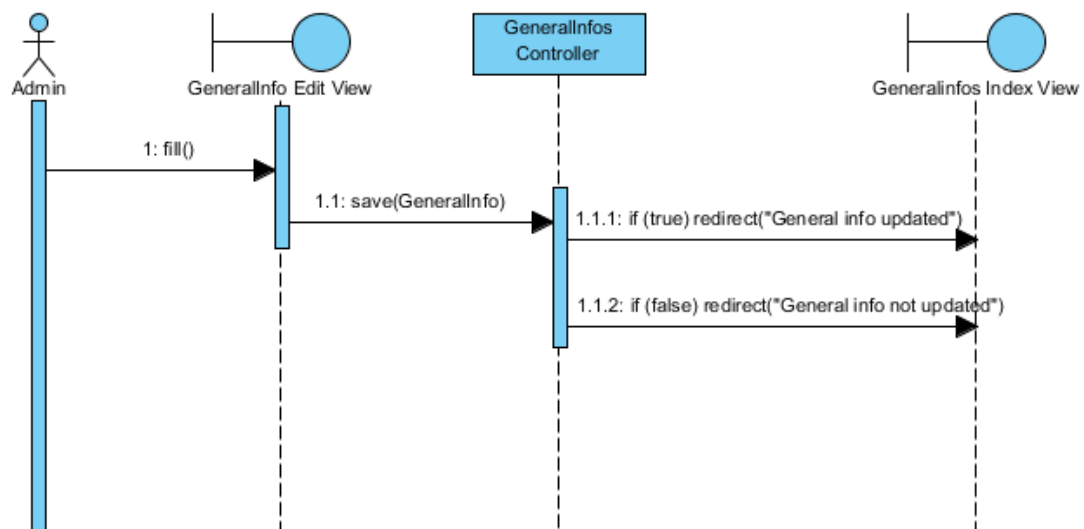 GeneralInfos
Controller
Admin
GeneralInfo Edit View
Generalinfos Index View
1: fill()
1.1: save(GeneralInfo)
1.1.1: if (true) redirect("General info updated")
1.1.2: if (false) redirect("General info not updated")